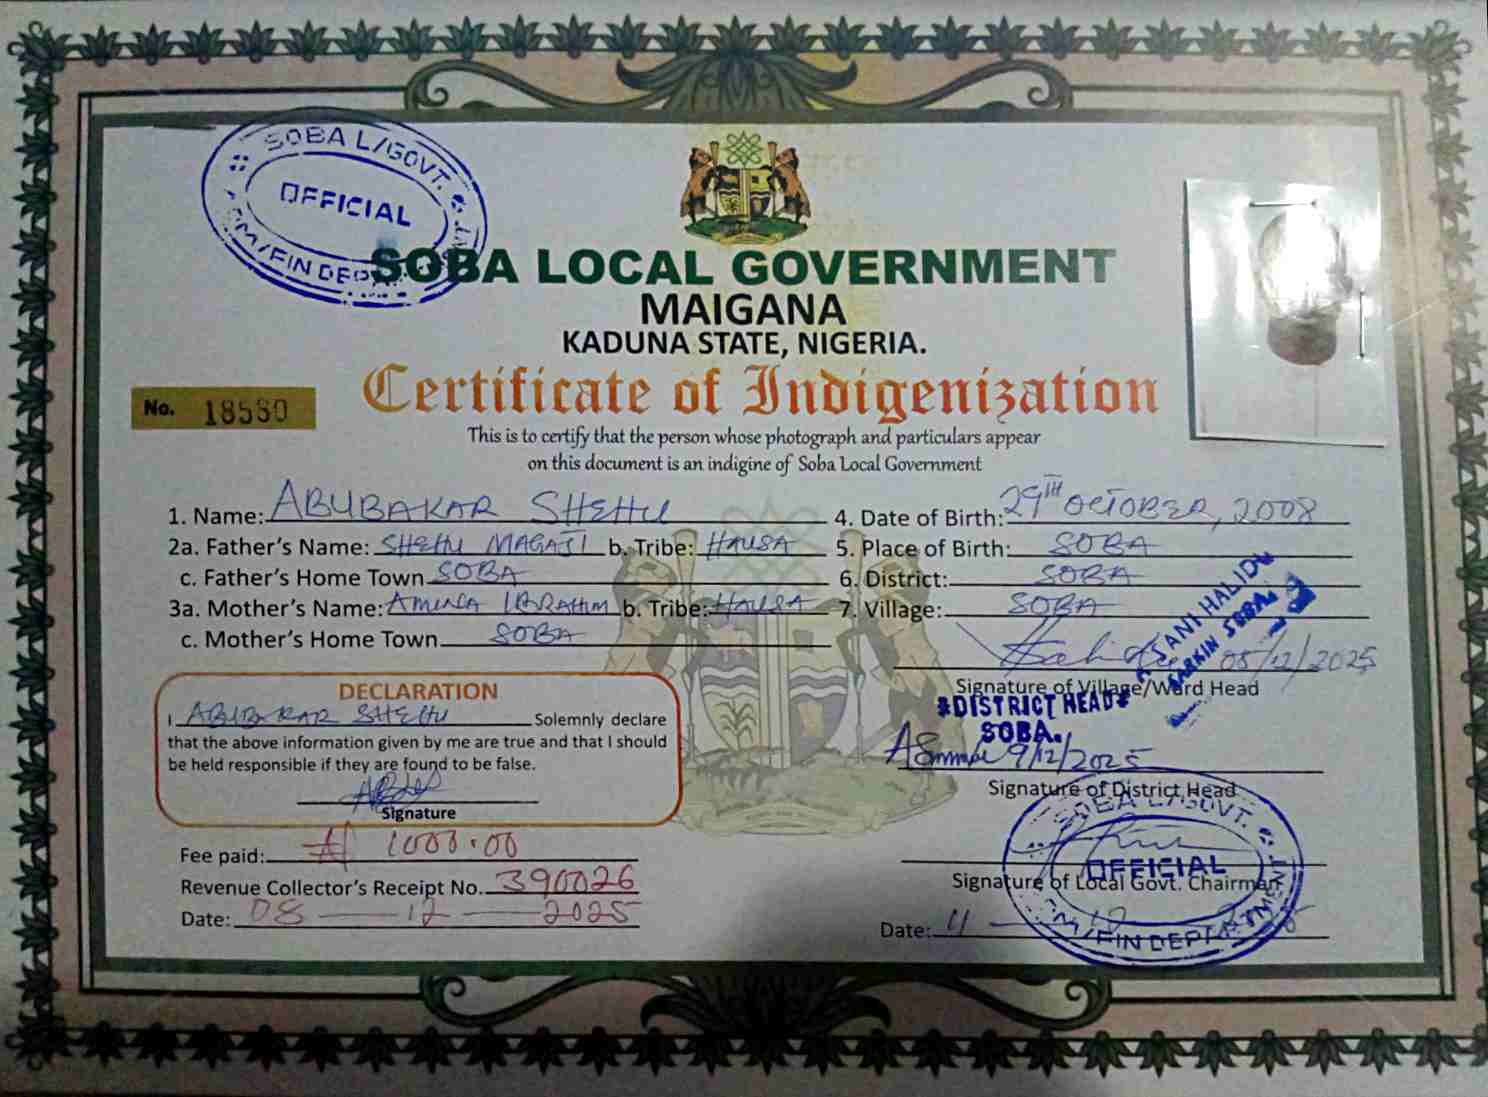 SOBA L/GOVT.
OFFICIAL
SOBA LOCAL GOVERNMENT
MAIGANA
KADUNA STATE, NIGERIA.
Certificate of Indigenization
No. 18580
This is to certify that the person whose photograph and particulars appear
on this document is an indigine of Soba Local Government
1. Name: ABUBAKAR SHEHU
2a. Father's Name: SHEHU MAGAJI b. Tribe: HAUSA
c. Father's Home Town SOBA
3a. Mother's Name: AMINA IBRAHIM b. Tribe: HAUSA
c. Mother's Home Town SOBA
4. Date of Birth: 29TH OCTOBER, 2008
5. Place of Birth: SOBA
6. District: SOBA
7. Village: SOBA
SANI HALIDU
SARKIN SOBA
05/12/2025
Signature of Village/Ward Head
DECLARATION
I ABUBAKAR SHEHU Solemnly declare
that the above information given by me are true and that I should
be held responsible if they are found to be false.
Signature
*DISTRICT HEAD*
SOBA.
9/12/2025
Signature of District Head
Fee paid: ₦ 1000.00
Revenue Collector's Receipt No. 390026
Date: 08 — 12 — 2025
SOBA L/GOVT.
OFFICIAL
Signature of Local Govt. Chairman
Date: 11 — 12